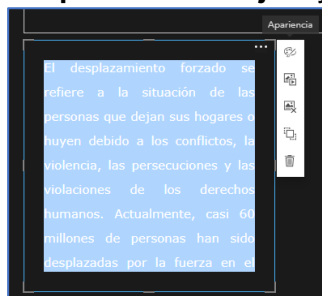 Apariencia
El desplazamiento forzado se
refiere a la situación de las
personas que dejan sus hogares o
huyen debido a los conflictos, la
violencia, las persecuciones y las
violaciones de los derechos
humanos. Actualmente, casi 60
millones de personas han sido
desplazadas por la fuerza en el